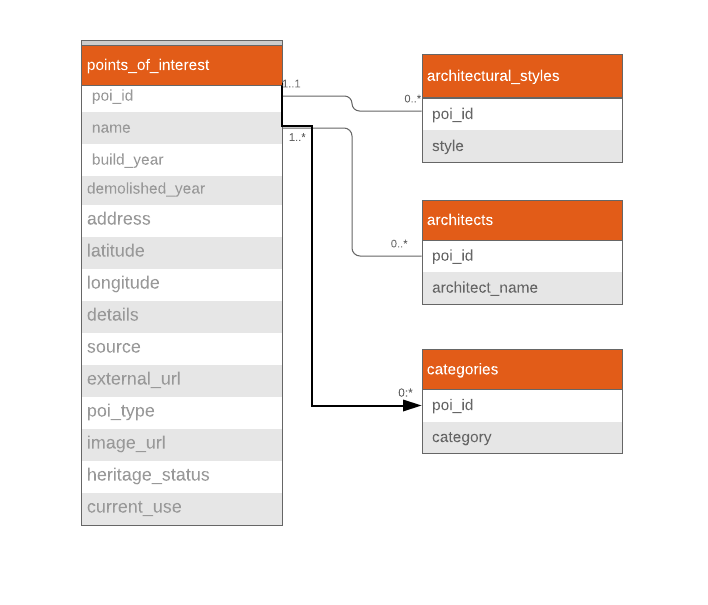 points_of_interest
poi_id
name
build_year
demolished_year
address
latitude
longitude
details
source
external_url
poi_type
image_url
heritage_status
current_use
1..1
0..*
1..*
0..*
0:*
architectural_styles
poi_id
style
architects
poi_id
architect_name
categories
poi_id
category